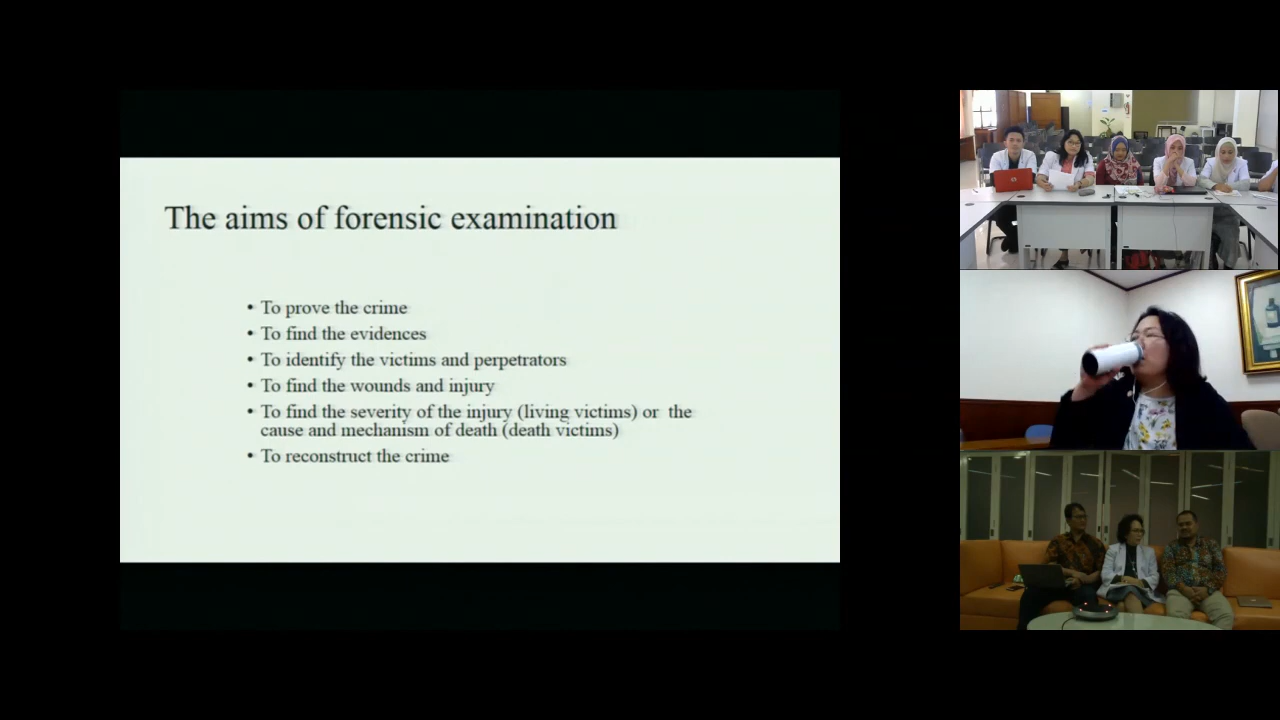 The aims of forensic examination
• To prove the crime
• To find the evidences
• To identify the victims and perpetrators
• To find the wounds and injury
• To find the severity of the injury (living victims) or the
cause and mechanism of death (death victims)
• To reconstruct the crime